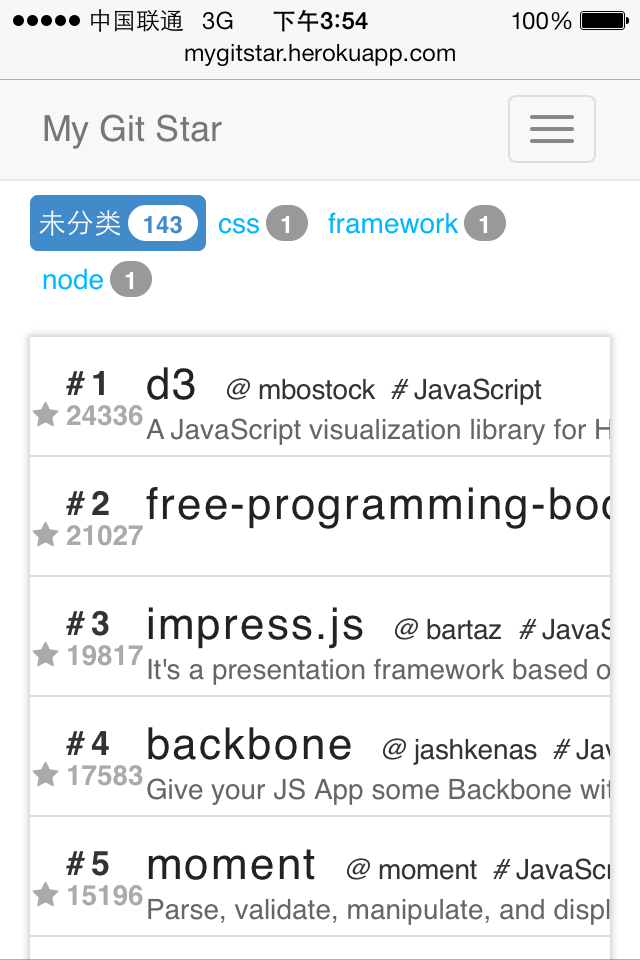 中国联通 3G 下午3:54 100%
mygitstar.herokuapp.com
My Git Star
未分类 143 css 1 framework 1
node 1
#1 d3 @ mbostock # JavaScript
24336 A JavaScript visualization library for H
#2 free-programming-boo
21027
#3 impress.js @ bartaz # JavaS
19817 It's a presentation framework based o
#4 backbone @ jashkenas # Jav
17583 Give your JS App some Backbone wit
#5 moment @ moment # JavaScr
15196 Parse, validate, manipulate, and displ